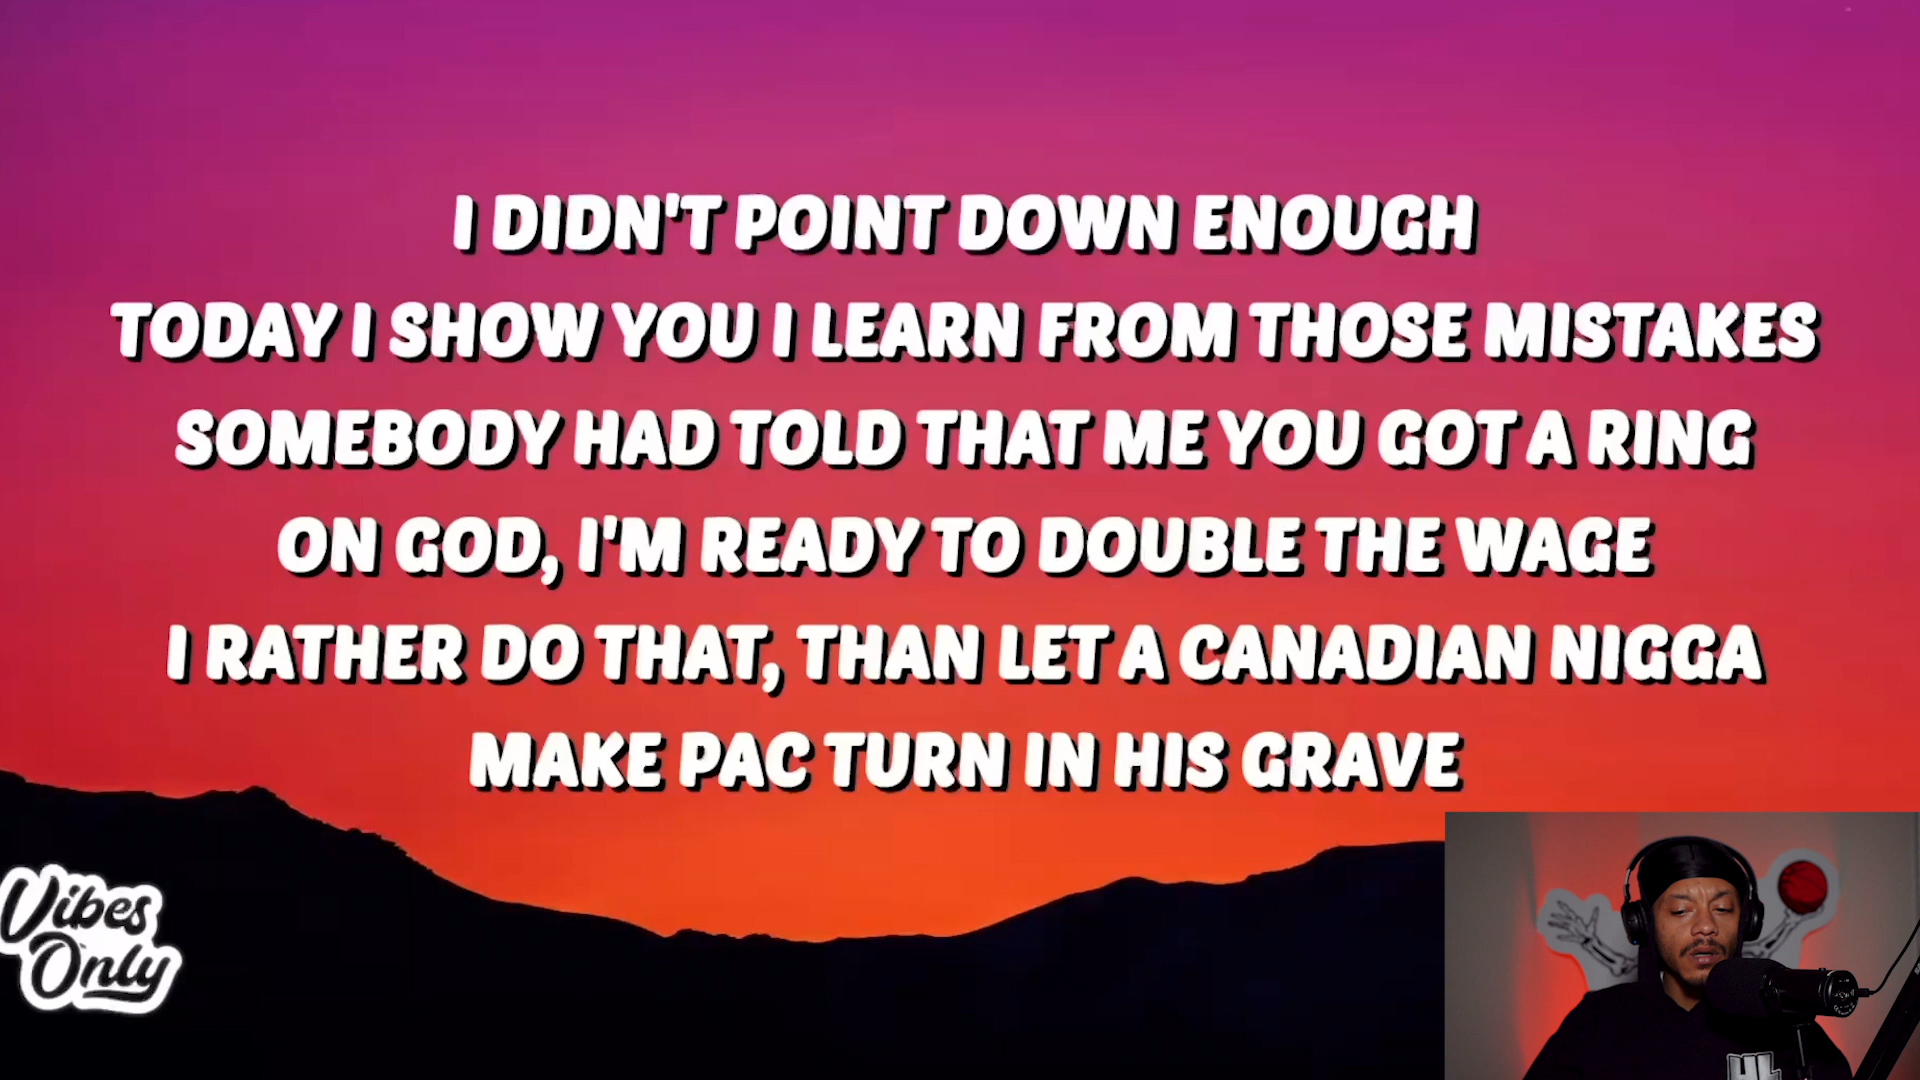 I DIDN'T POINT DOWN ENOUGH
TODAY I SHOW YOU I LEARN FROM THOSE MISTAKES
SOMEBODY HAD TOLD THAT ME YOU GOT A RING
ON GOD, I'M READY TO DOUBLE THE WAGE
I RATHER DO THAT, THAN LET A CANADIAN NIGGA
MAKE PAC TURN IN HIS GRAVE
Vibes
Only